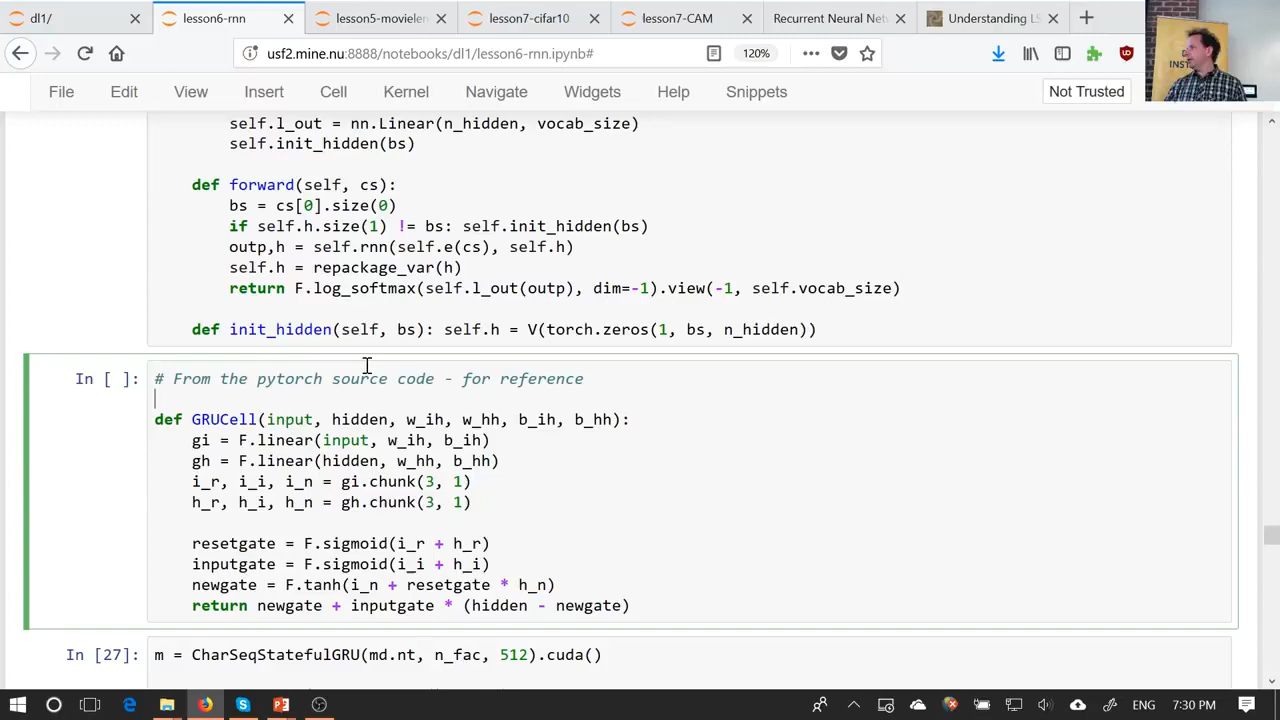 dl1/
lesson6-rnn
lesson5-movielen
lesson7-cifar10
lesson7-CAM
Recurrent Neural Ne
Understanding LS
usf2.mine.nu:8888/notebooks/dl1/lesson6-rnn.ipynb#
120%
File Edit View Insert Cell Kernel Navigate Widgets Help Snippets
Not Trusted
self.l_out = nn.Linear(n_hidden, vocab_size)
self.init_hidden(bs)
def forward(self, cs):
bs = cs[0].size(0)
if self.h.size(1) != bs: self.init_hidden(bs)
outp,h = self.rnn(self.e(cs), self.h)
self.h = repackage_var(h)
return F.log_softmax(self.l_out(outp), dim=-1).view(-1, self.vocab_size)
def init_hidden(self, bs): self.h = V(torch.zeros(1, bs, n_hidden))
In [ ]:
# From the pytorch source code - for reference
def GRUCell(input, hidden, w_ih, w_hh, b_ih, b_hh):
gi = F.linear(input, w_ih, b_ih)
gh = F.linear(hidden, w_hh, b_hh)
i_r, i_i, i_n = gi.chunk(3, 1)
h_r, h_i, h_n = gh.chunk(3, 1)
resetgate = F.sigmoid(i_r + h_r)
inputgate = F.sigmoid(i_i + h_i)
newgate = F.tanh(i_n + resetgate * h_n)
return newgate + inputgate * (hidden - newgate)
In [27]:
m = CharSeqStatefulGRU(md.nt, n_fac, 512).cuda()
ENG
7:30 PM